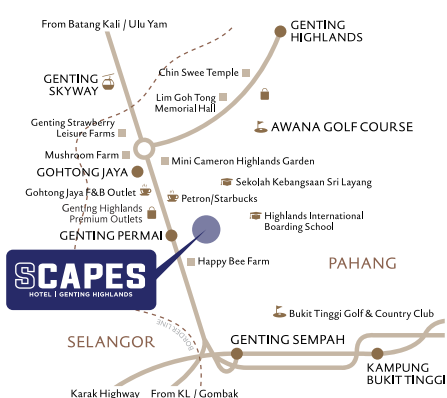 From Batang Kali / Ulu Yam
GENTING
HIGHLANDS
Chin Swee Temple
GENTING
SKYWAY
Lim Goh Tong
Memorial Hall
Genting Strawberry
Leisure Farms
AWANA GOLF COURSE
Mushroom Farm
Mini Cameron Highlands Garden
GOHTONG JAYA
Sekolah Kebangsaan Sri Layang
Gohtong Jaya F&B Outlet
Petron/Starbucks
Genting Highlands
Premium Outlets
Highlands International
Boarding School
GENTING PERMAI
Happy Bee Farm
PAHANG
SCAPES
HOTEL | GENTING HIGHLANDS
Bukit Tinggi Golf & Country Club
BORDER LINE
SELANGOR
GENTING SEMPAH
KAMPUNG
BUKIT TINGGI
Karak Highway
From KL / Gombak